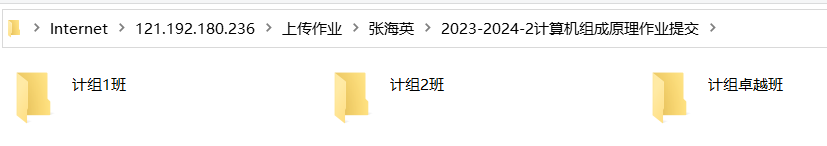 Internet > 121.192.180.236 > 上传作业 > 张海英 > 2023-2024-2计算机组成原理作业提交 >
计组1班 计组2班 计组卓越班